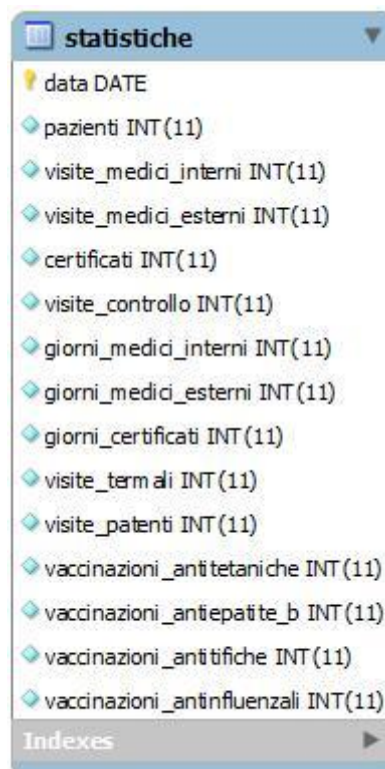 statistiche
data DATE
pazienti INT(11)
visite_medici_interni INT(11)
visite_medici_esterni INT(11)
certificati INT(11)
visite_controllo INT(11)
giorni_medici_interni INT(11)
giorni_medici_esterni INT(11)
giorni_certificati INT(11)
visite_termali INT(11)
visite_patenti INT(11)
vaccinazioni_antitetaniche INT(11)
vaccinazioni_antiepatite_b INT(11)
vaccinazioni_antitifiche INT(11)
vaccinazioni_antinfluenzali INT(11)
Indexes